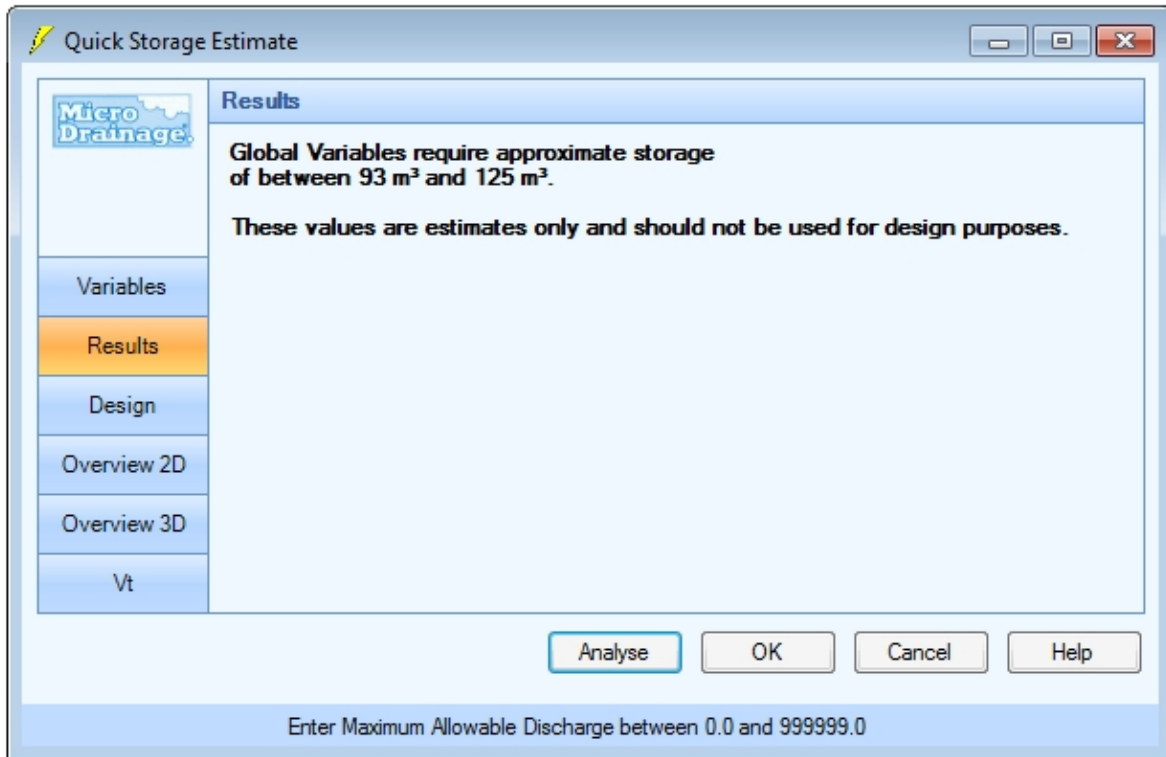 Quick Storage Estimate
Micro
Drainage
Results
Global Variables require approximate storage
of between 93 m³ and 125 m³.
These values are estimates only and should not be used for design purposes.
Variables
Results
Design
Overview 2D
Overview 3D
Vt
Analyse OK Cancel Help
Enter Maximum Allowable Discharge between 0.0 and 999999.0